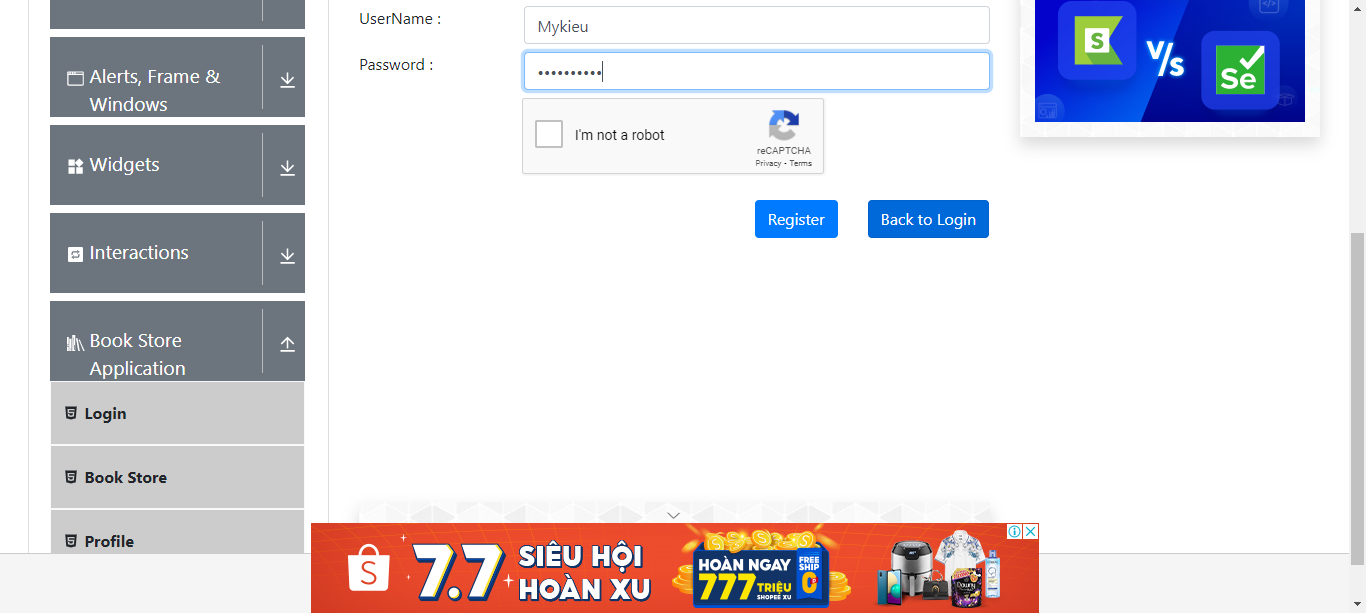 UserName :
Mykieu
Password :
••••••••••
I'm not a robot
reCAPTCHA
Privacy - Terms
Register
Back to Login
Alerts, Frame &
Windows
Widgets
Interactions
Book Store
Application
Login
Book Store
Profile
S
V/s
Se
S
7.7
SIÊU HỘI
HOÀN XU
HOÀN NGAY
777 TRIỆU
SHOPEE XU
FREE
SHIP
0Đ
Downy